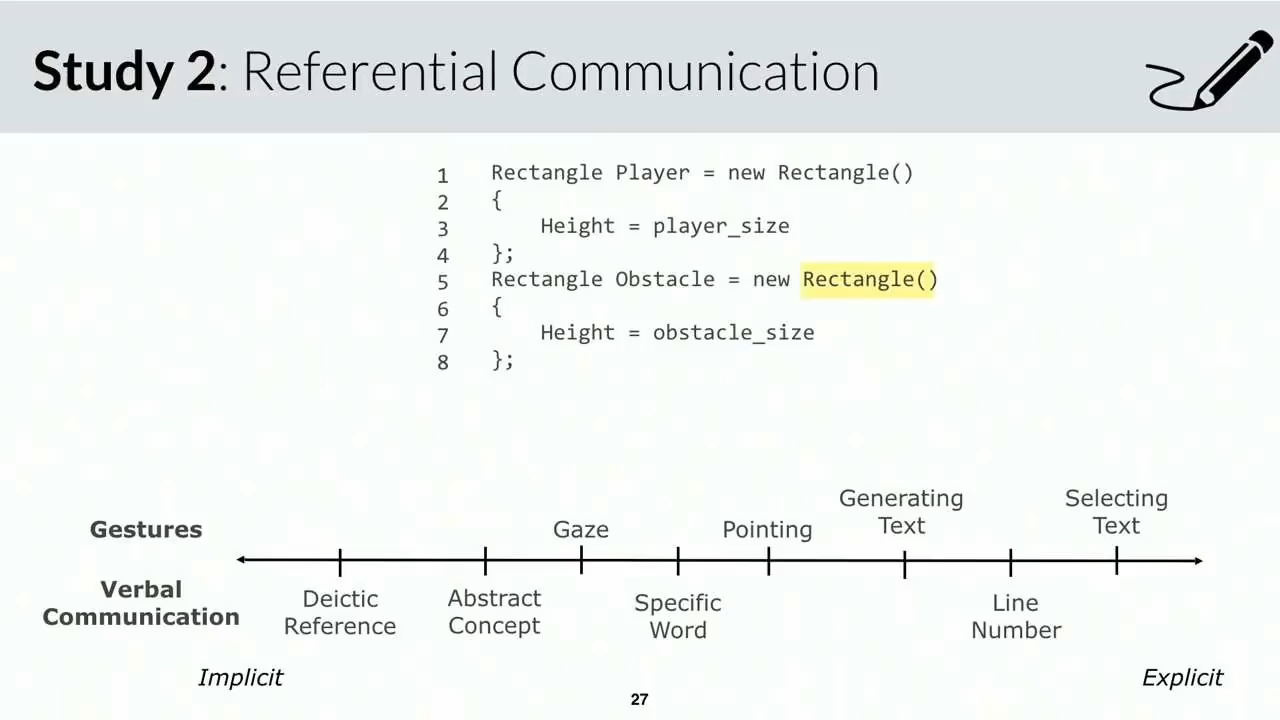 Study 2: Referential Communication
1 Rectangle Player = new Rectangle()
2 {
3     Height = player_size
4 };
5 Rectangle Obstacle = new Rectangle()
6 {
7     Height = obstacle_size
8 };
Gestures
Gaze
Pointing
Generating
Text
Selecting
Text
Verbal
Communication
Deictic
Reference
Abstract
Concept
Specific
Word
Line
Number
Implicit
Explicit
27